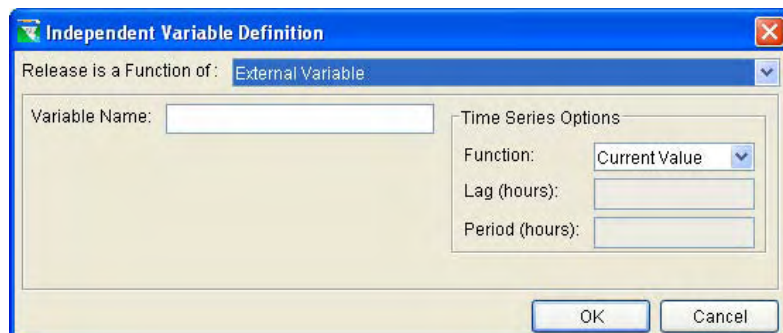 Independent Variable Definition
Release is a Function of: External Variable
Variable Name:
Time Series Options
Function: Current Value
Lag (hours):
Period (hours):
OK Cancel